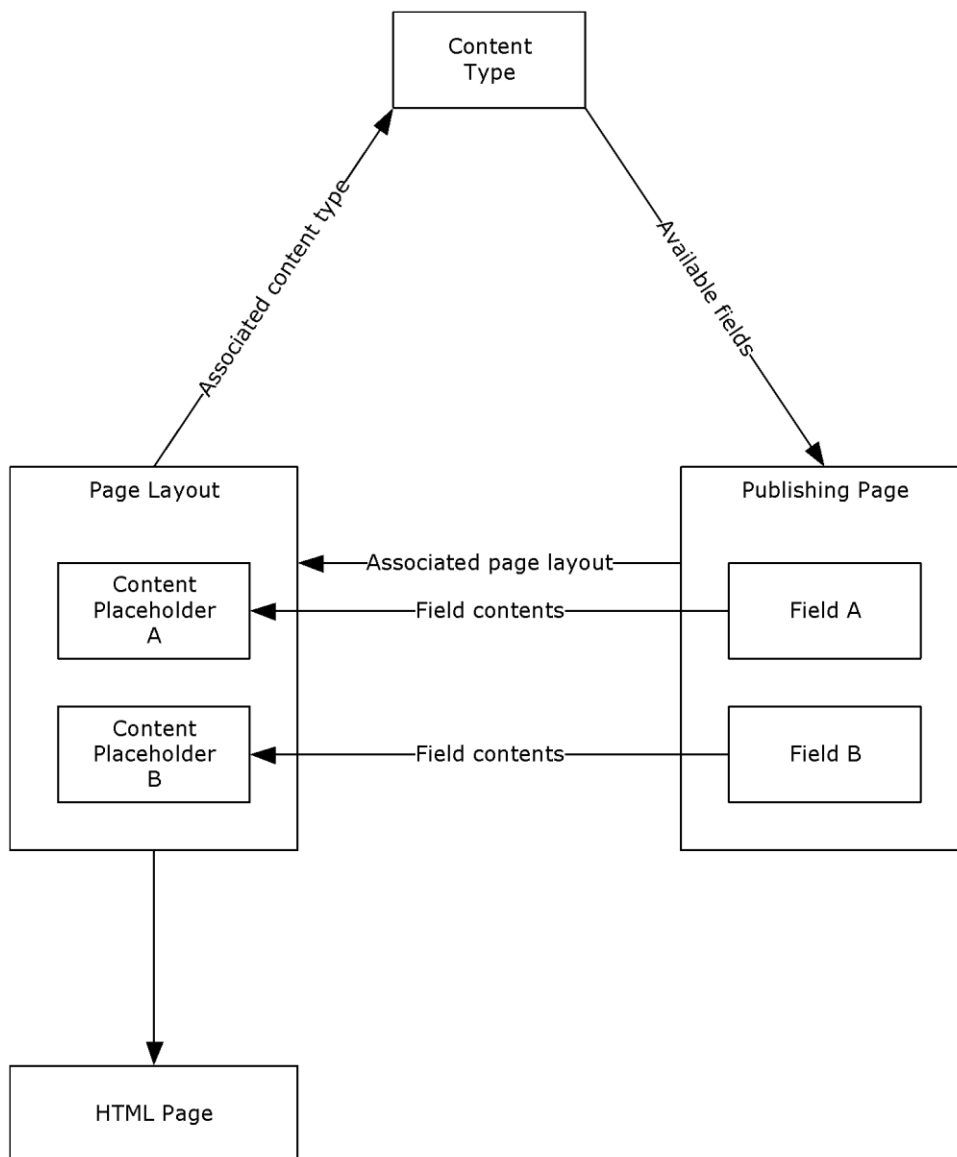 Content
Type
Associated content type
Available fields
Page Layout
Publishing Page
Associated page layout
Content
Placeholder
A
Field contents
Field A
Content
Placeholder
B
Field contents
Field B
HTML Page